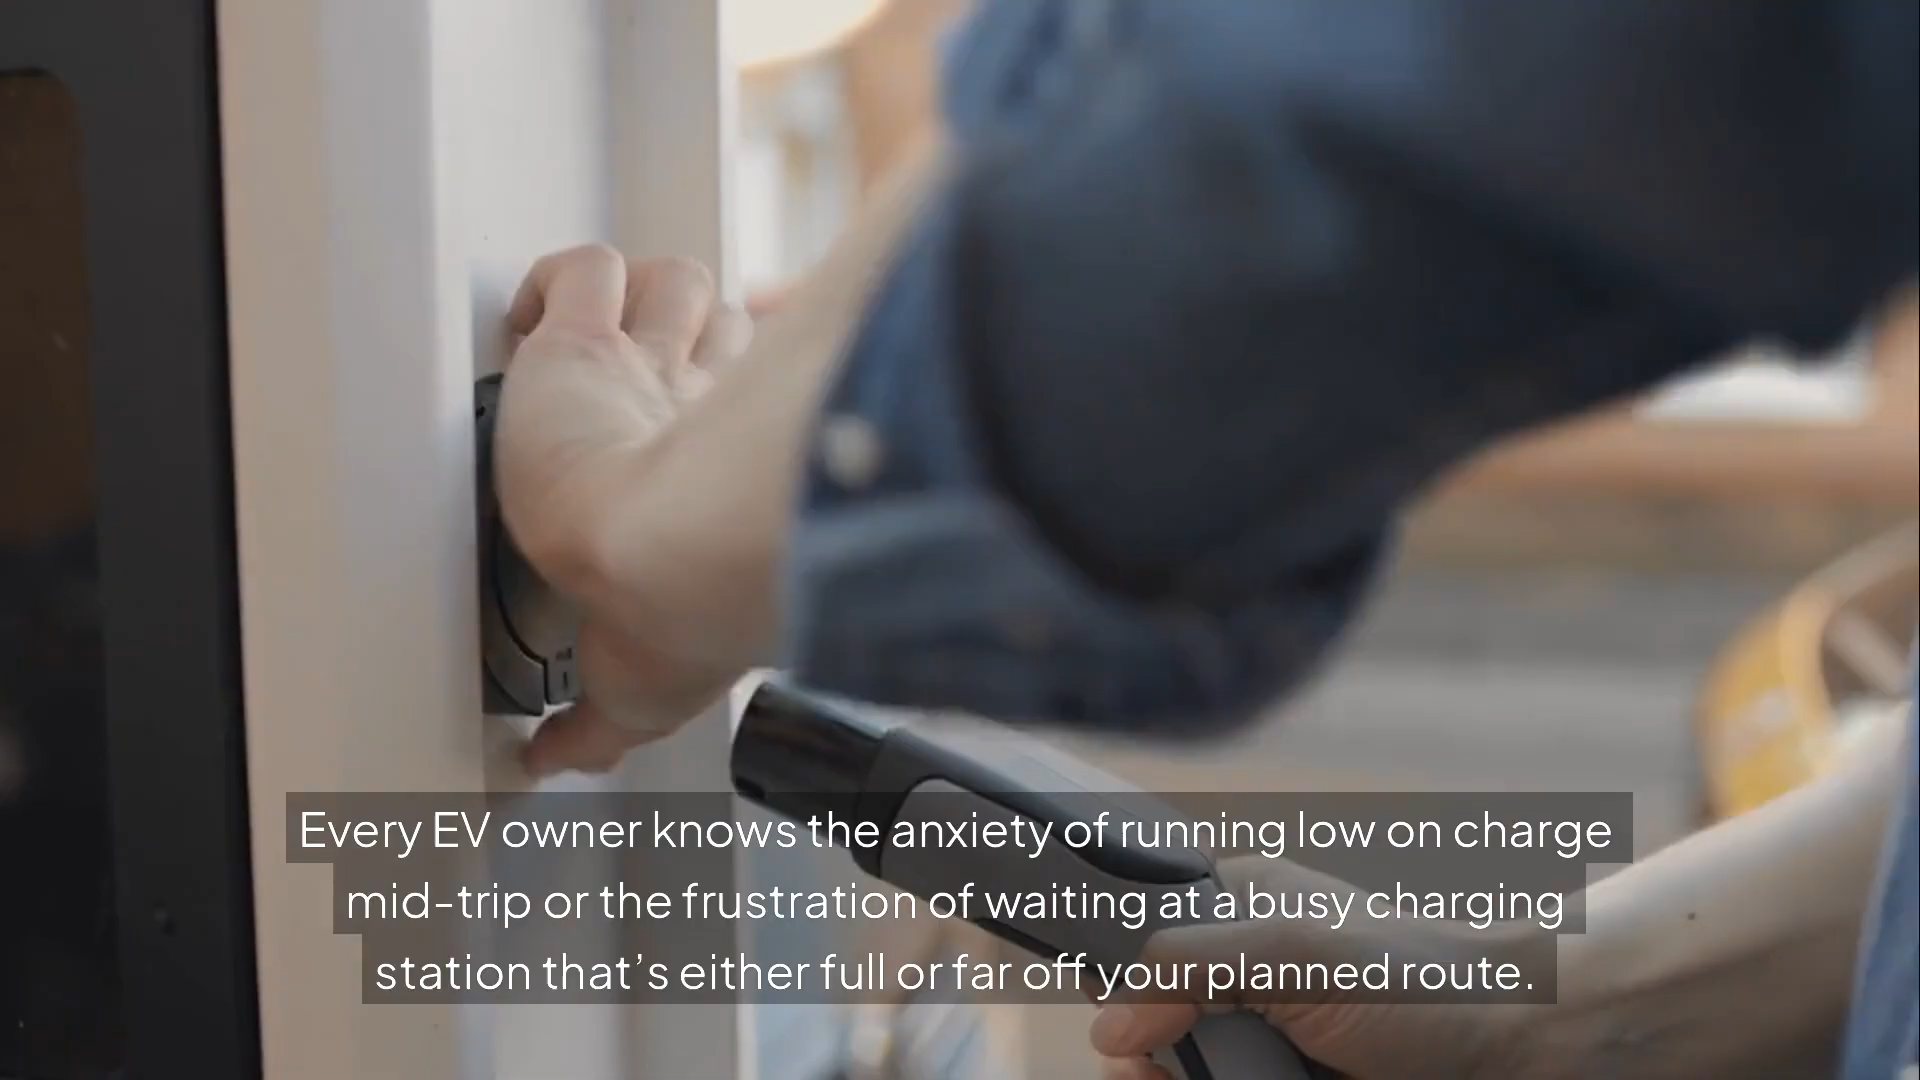 Every EV owner knows the anxiety of running low on charge
mid-trip or the frustration of waiting at a busy charging
station that’s either full or far off your planned route.